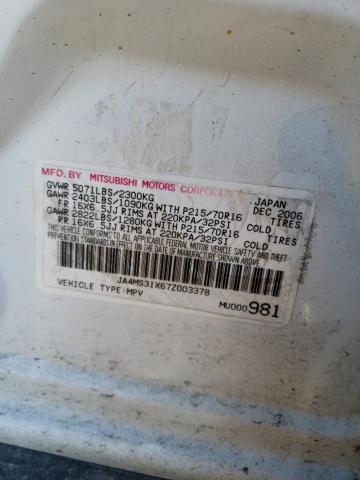 MFD.BY MITSUBISHI MOTORS CORPORATION JAPAN
GVWR 5071LBS/2300KG DEC 2006
GAWR 2403LBS/1090KG WITH P215/70R16 TIRES
FR 16X6.5JJ RIMS AT 220KPA/32PSI COLD.
GAWR 2822LBS/1280KG WITH P215/70R16 TIRES
RR 16X6.5JJ RIMS AT 220KPA/32PSI COLD.
THIS VEHICLE CONFORMS TO ALL APPLICABLE FEDERAL MOTOR VEHICLE SAFETY AND THEFT
PREVENTION STANDARDS IN EFFECT ON THE DATE OF MANUFACTURE SHOWN ABOVE.
JA4MS31X67Z003378
VEHICLE TYPE MPV MU000981